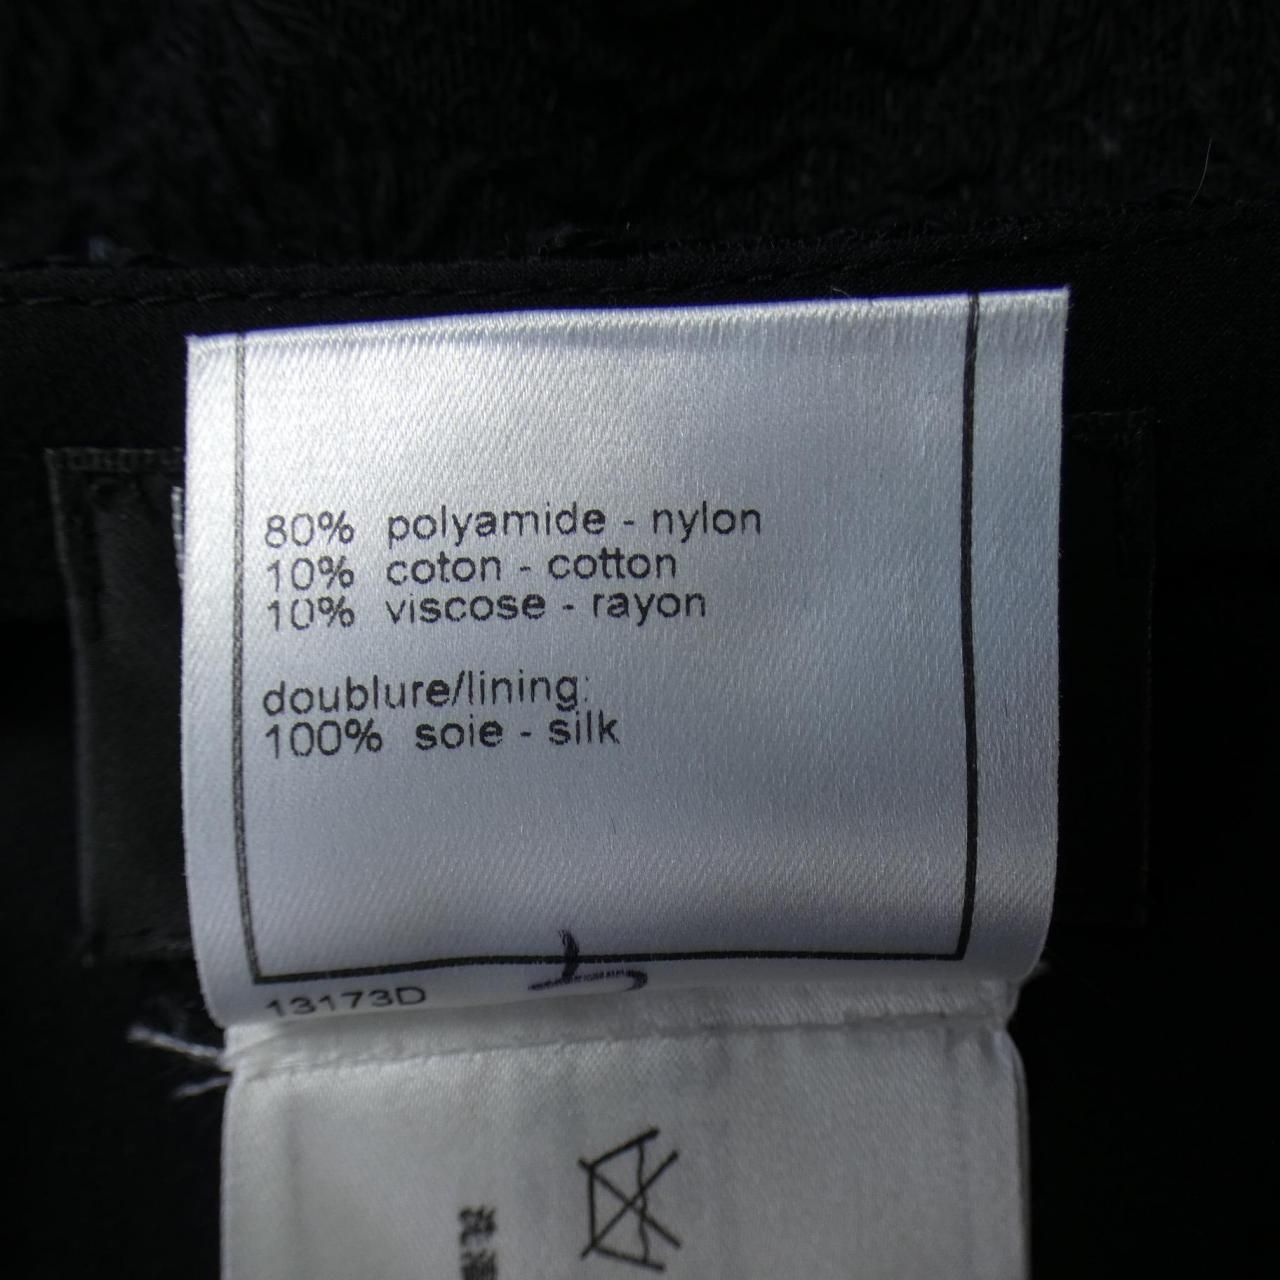 80% polyamide - nylon
10% coton - cotton
10% viscose - rayon
doublure/lining:
100% soie - silk
13173D